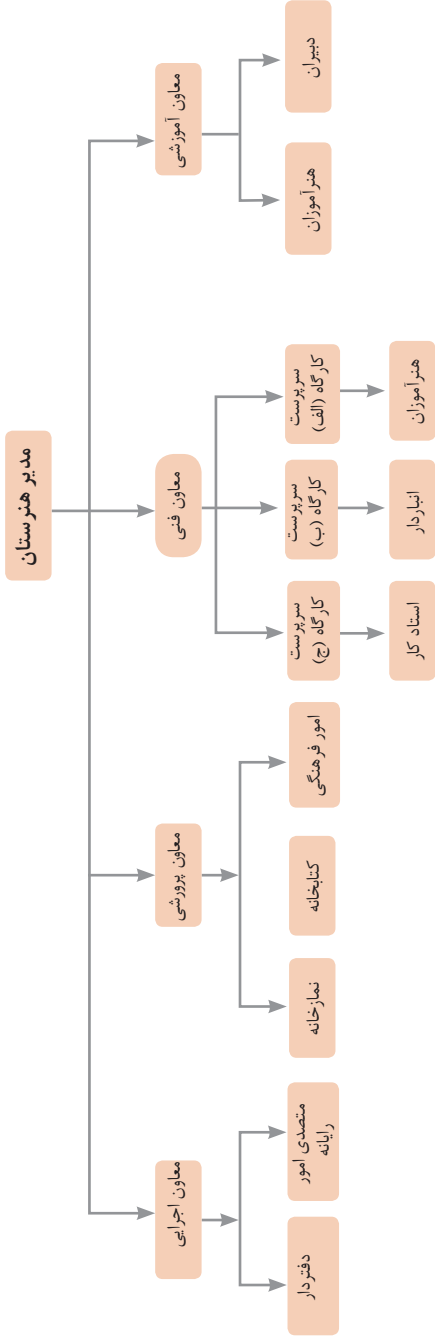 مدیر هنرستان
معاون آموزشی
معاون فنی
معاون پرورشی
معاون اجرایی
دبیران
هنرآموزان
سرپرست
کارگاه (الف)
سرپرست
کارگاه (ب)
سرپرست
کارگاه (ج)
امور فرهنگی
کتابخانه
نمازخانه
متصدی امور
رایانه
دفتردار
هنرآموزان
انباردار
استاد کار